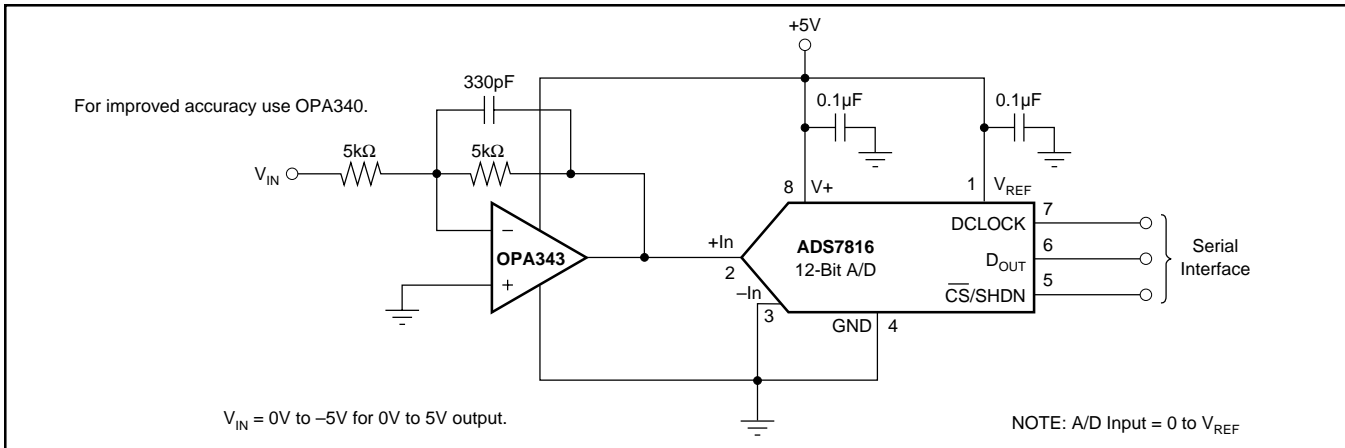 +5V
330pF
For improved accuracy use OPA340.
0.1µF
0.1µF
5kΩ
5kΩ
V_IN
8 V+
1 V_REF
–
OPA343
+
+In
2
–In
3
ADS7816
12-Bit A/D
DCLOCK 7
D_OUT 6
C̅S̅/SHDN 5
GND 4
Serial
Interface
V_IN = 0V to –5V for 0V to 5V output.
NOTE: A/D Input = 0 to V_REF